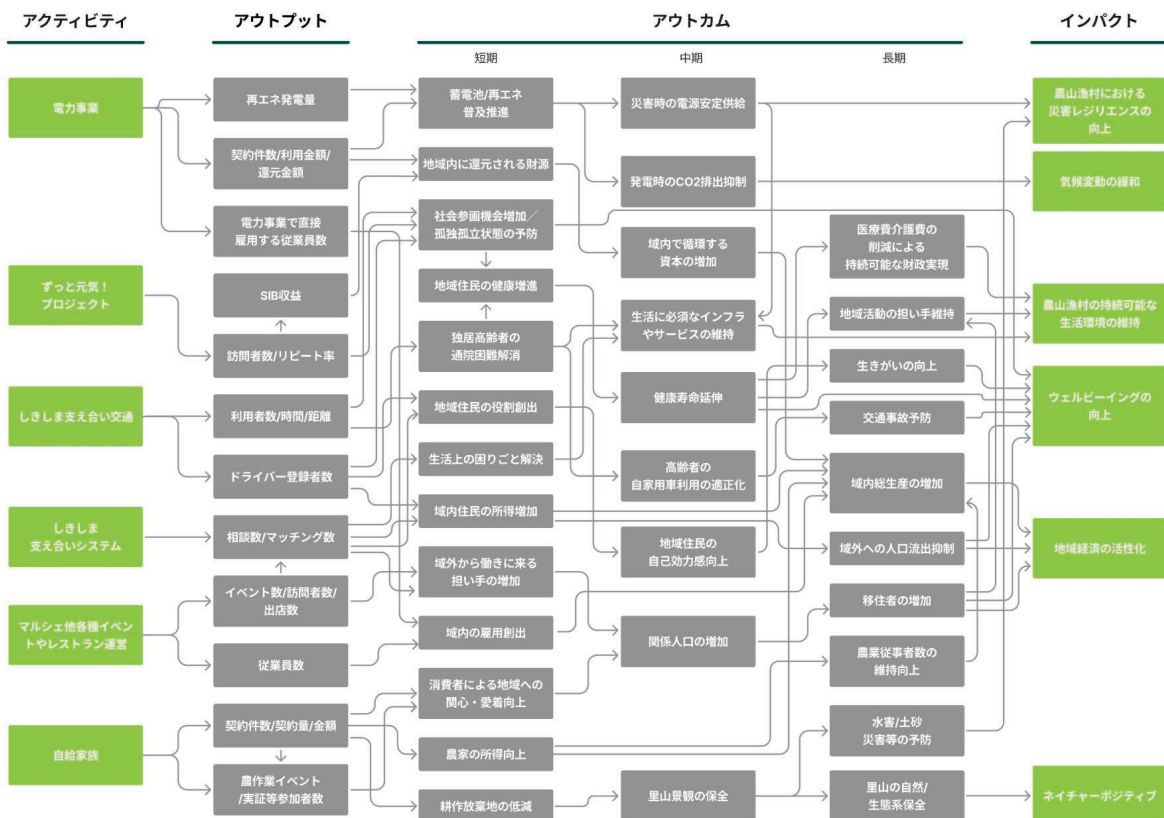 アクティビティ
アウトプット
アウトカム
インパクト
短期
中期
長期
電力事業
ずっと元気！
プロジェクト
しきしま支え合い交通
しきしま
支え合いシステム
マルシェ他各種イベン
トやレストラン運営
自給家族
再エネ発電量
契約件数/利用金額/
還元金額
電力事業で直接
雇用する従業員数
SIB収益
訪問者数/リピート率
利用者数/時間/距離
ドライバー登録者数
相談数/マッチング数
イベント数/訪問者数/
出店数
従業員数
契約件数/契約量/金額
農作業イベント
/実証等参加者数
蓄電池/再エネ
普及推進
地域内に還元される財源
社会参画機会増加／
孤独孤立状態の予防
地域住民の健康増進
独居高齢者の
通院困難解消
地域住民の役割創出
生活上の困りごと解決
域内住民の所得増加
域外から働きに来る
担い手の増加
域内の雇用創出
消費者による地域への
関心・愛着向上
農家の所得向上
耕作放棄地の低減
災害時の電源安定供給
発電時のCO2排出抑制
域内で循環する
資本の増加
生活に必須なインフラ
やサービスの維持
健康寿命延伸
高齢者の
自家用車利用の適正化
地域住民の
自己効力感向上
関係人口の増加
里山景観の保全
医療費介護費の
削減による
持続可能な財政実現
地域活動の担い手維持
生きがいの向上
交通事故予防
域内総生産の増加
域外への人口流出抑制
移住者の増加
農業従事者数の
維持向上
水害/土砂
災害等の予防
里山の自然/
生態系保全
農山漁村における
災害レジリエンスの
向上
気候変動の緩和
農山漁村の持続可能な
生活環境の維持
ウェルビーイングの
向上
地域経済の活性化
ネイチャーポジティブ